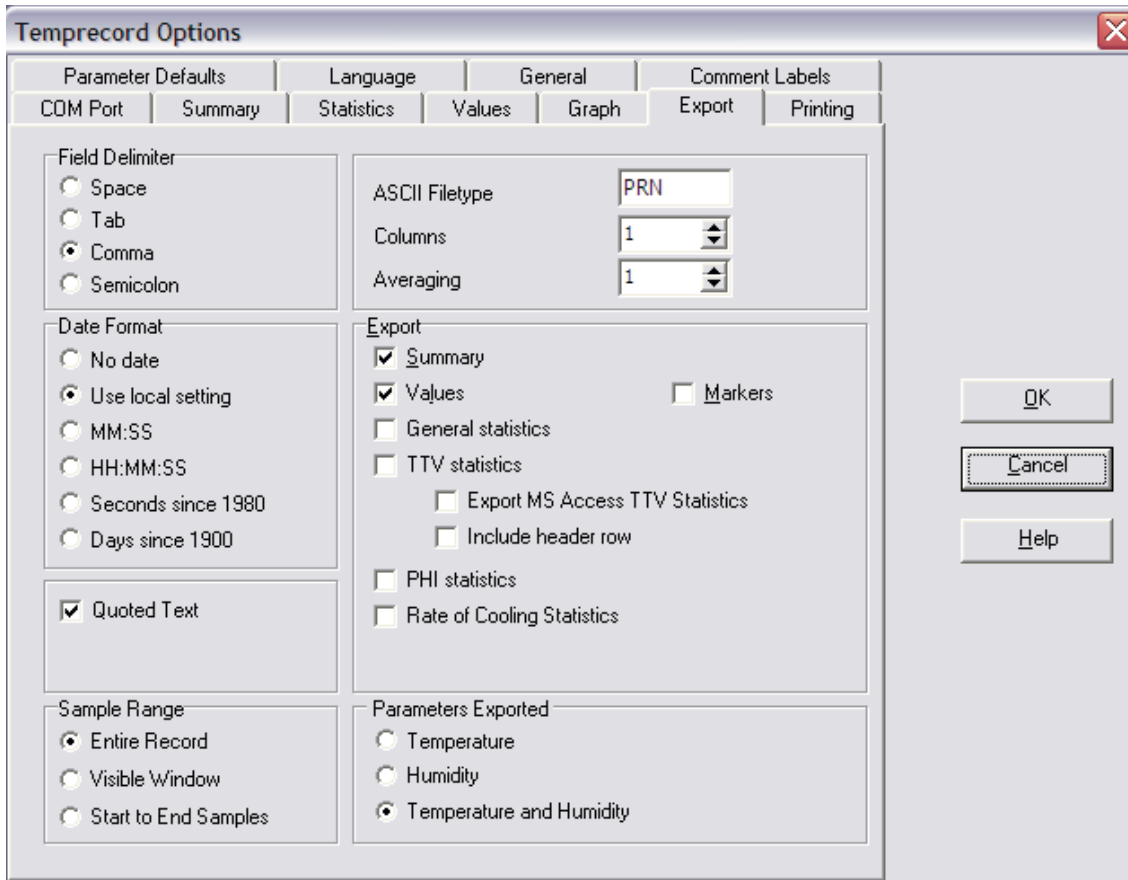 Temprecord Options
Parameter Defaults Language General Comment Labels
COM Port Summary Statistics Values Graph Export Printing
Field Delimiter
Space
Tab
Comma
Semicolon
ASCII Filetype PRN
Columns 1
Averaging 1
Date Format
No date
Use local setting
MM:SS
HH:MM:SS
Seconds since 1980
Days since 1900
Export
Summary
Values Markers
General statistics
TTV statistics
Export MS Access TTV Statistics
Include header row
PHI statistics
Rate of Cooling Statistics
Quoted Text
Sample Range
Entire Record
Visible Window
Start to End Samples
Parameters Exported
Temperature
Humidity
Temperature and Humidity
OK
Cancel
Help